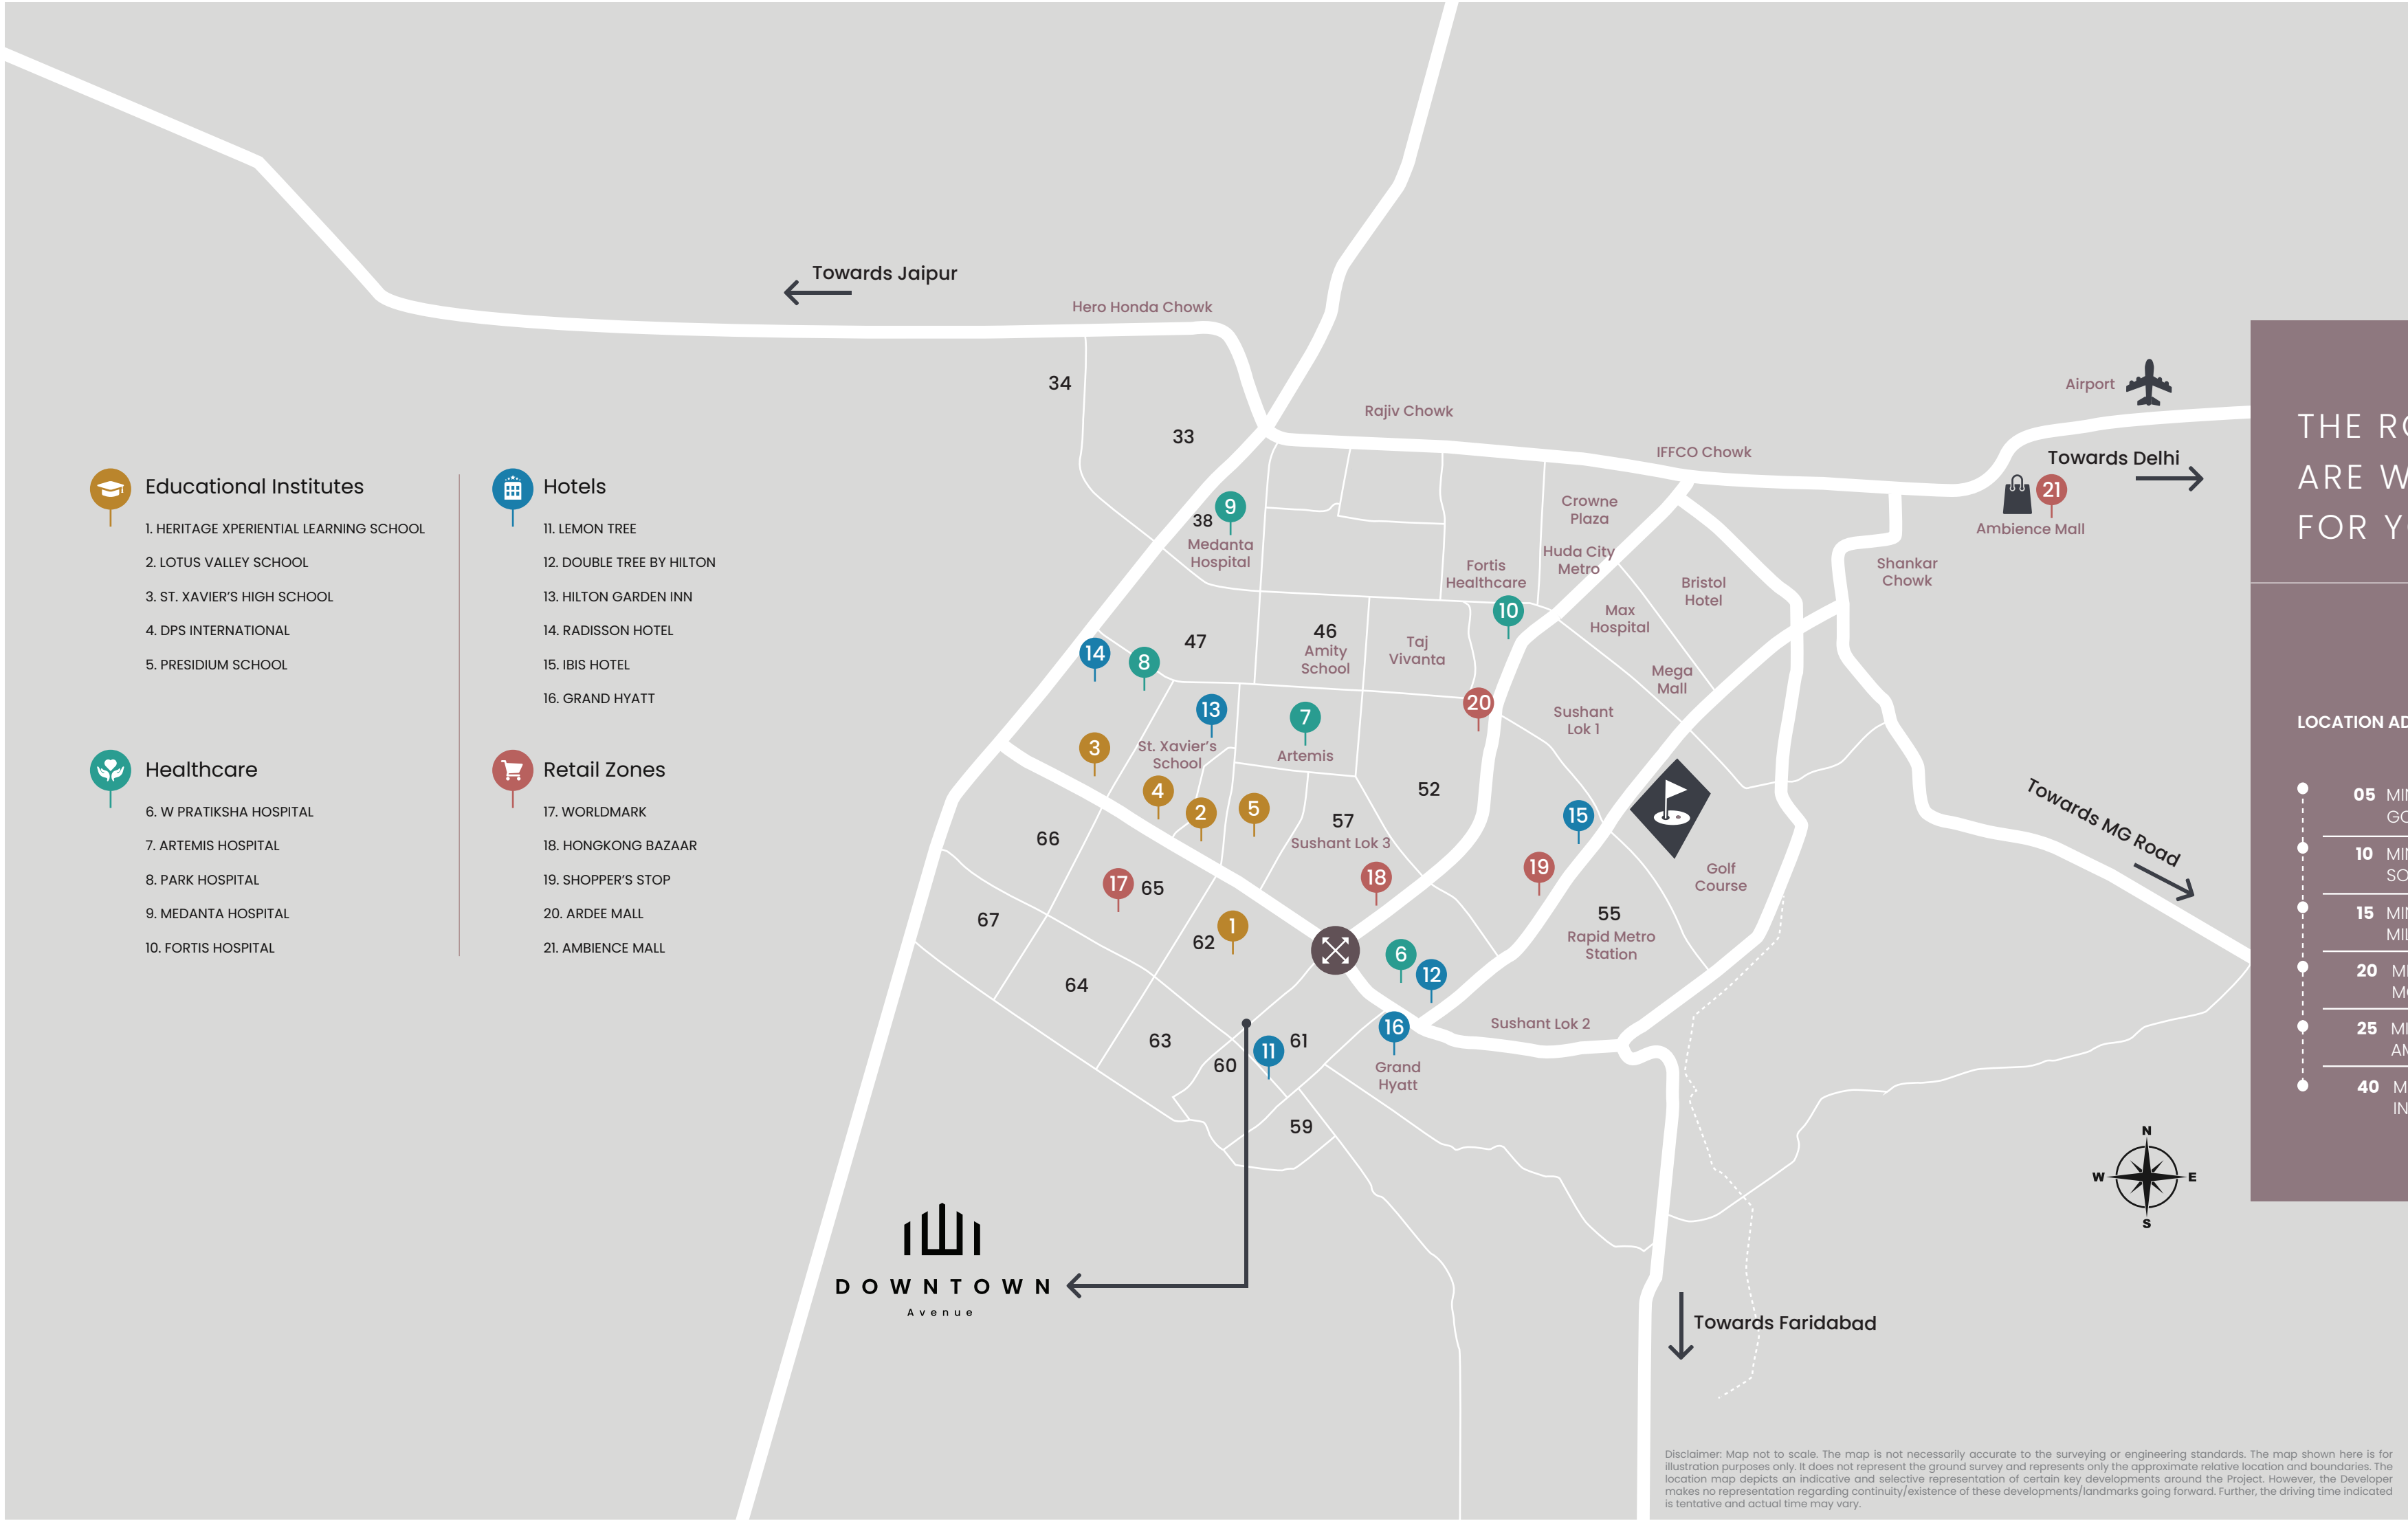 Towards Jaipur
Hero Honda Chowk
34
33
Rajiv Chowk
IFFCO Chowk
Airport
Towards Delhi
21
Ambience Mall
Shankar
Chowk
Educational Institutes
1. HERITAGE XPERIENTIAL LEARNING SCHOOL
2. LOTUS VALLEY SCHOOL
3. ST. XAVIER'S HIGH SCHOOL
4. DPS INTERNATIONAL
5. PRESIDIUM SCHOOL
Hotels
11. LEMON TREE
12. DOUBLE TREE BY HILTON
13. HILTON GARDEN INN
14. RADISSON HOTEL
15. IBIS HOTEL
16. GRAND HYATT
Healthcare
6. W PRATIKSHA HOSPITAL
7. ARTEMIS HOSPITAL
8. PARK HOSPITAL
9. MEDANTA HOSPITAL
10. FORTIS HOSPITAL
Retail Zones
17. WORLDMARK
18. HONGKONG BAZAAR
19. SHOPPER'S STOP
20. ARDEE MALL
21. AMBIENCE MALL
38
9
Medanta
Hospital
Crowne
Plaza
Huda City
Metro
Fortis
Healthcare
10
Bristol
Hotel
Max
Hospital
Mega
Mall
14
8
47
46
Amity
School
Taj
Vivanta
20
Sushant
Lok 1
13
7
Artemis
3
St. Xavier's
School
4
2
5
52
57
Sushant Lok 3
18
15
19
Golf
Course
66
17
65
67
62
1
64
6
12
55
Rapid Metro
Station
16
Grand
Hyatt
Sushant Lok 2
63
60
11
61
59
Towards MG Road
Towards Faridabad
DOWNTOWN
Avenue
N
W
E
S
THE
ARE
FOR
LOCATION
05
10
15
20
25
40
Disclaimer: Map not to scale. The map is not necessarily accurate to the surveying or engineering standards. The map shown here is for
illustration purposes only. It does not represent the ground survey and represents only the approximate relative location and boundaries. The
location map depicts an indicative and selective representation of certain key developments around the Project. However, the Developer
makes no representation regarding continuity/existence of these developments/landmarks going forward. Further, the driving time indicated
is tentative and actual time may vary.